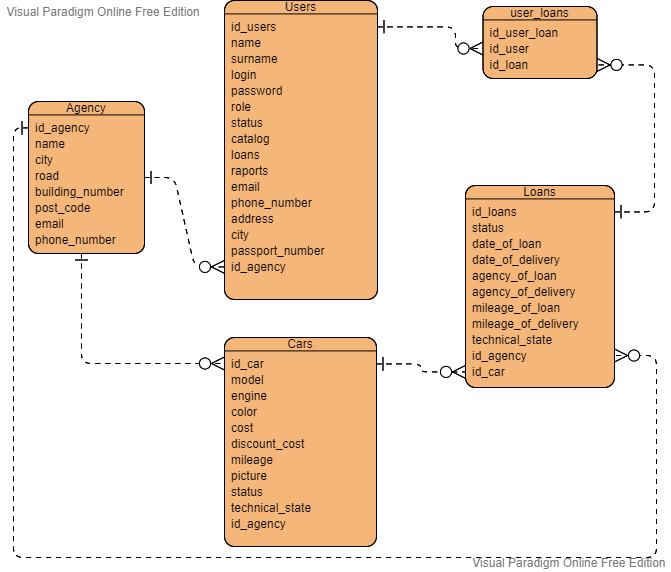 Visual Paradigm Online Free Edition
Users
id_users
name
surname
login
password
role
status
catalog
loans
raports
email
phone_number
address
city
passport_number
id_agency
user_loans
id_user_loan
id_user
id_loan
Agency
id_agency
name
city
road
building_number
post_code
email
phone_number
Loans
id_loans
status
date_of_loan
date_of_delivery
agency_of_loan
agency_of_delivery
mileage_of_loan
mileage_of_delivery
technical_state
id_agency
id_car
Cars
id_car
model
engine
color
cost
discount_cost
mileage
picture
status
technical_state
id_agency
Visual Paradigm Online Free Edition